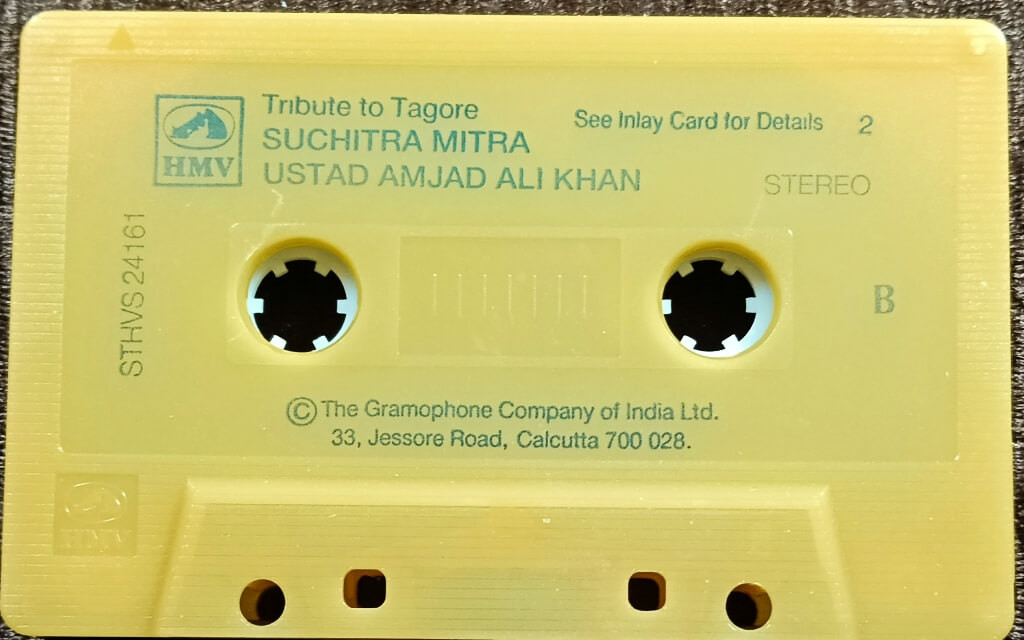 Tribute to Tagore
SUCHITRA MITRA
USTAD AMJAD ALI KHAN
See Inlay Card for Details 2
STEREO
HMV
STHVS 24161
B
© The Gramophone Company of India Ltd.
33, Jessore Road, Calcutta 700 028.
HMV